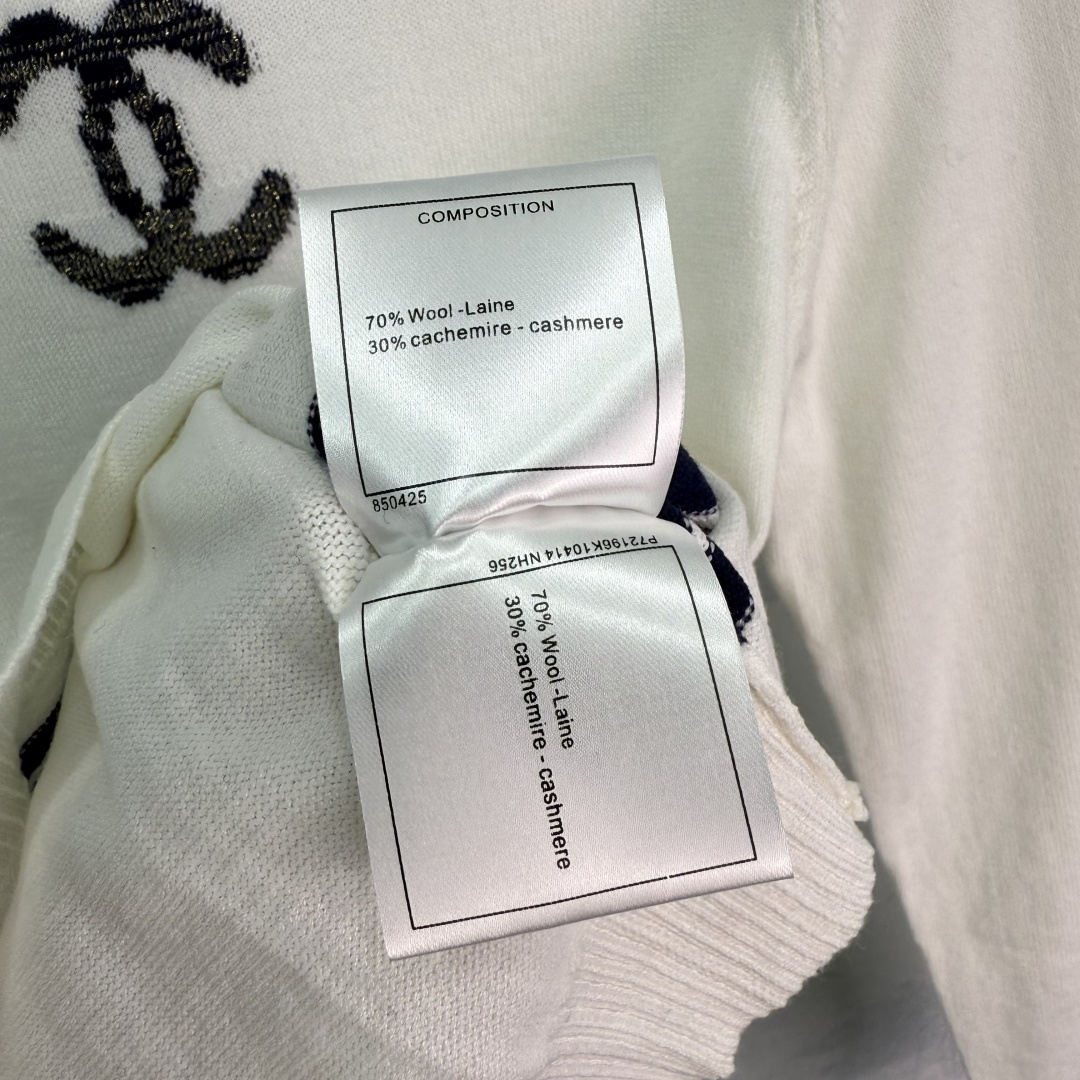 COMPOSITION
70% Wool -Laine
30% cachemire - cashmere
850425
P72196K10414 NH256
70% Wool -Laine
30% cachemire - cashmere